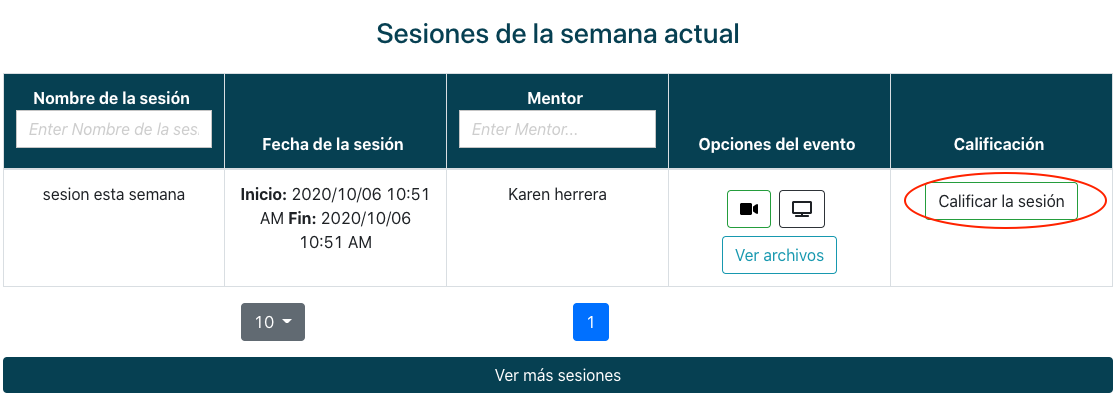 Sesiones de la semana actual
Nombre de la sesión
Enter Nombre de la ses.
Fecha de la sesión
Mentor
Enter Mentor...
Opciones del evento
Calificación
sesion esta semana
Inicio: 2020/10/06 10:51
AM Fin: 2020/10/06
10:51 AM
Karen herrera
Ver archivos
Calificar la sesión
10
1
Ver más sesiones